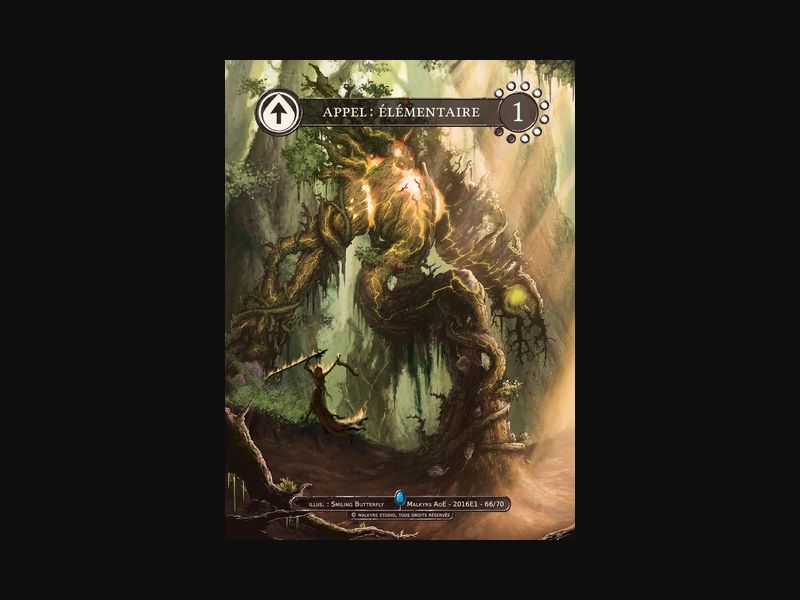 APPEL : ÉLÉMENTAIRE
1
ILLUS. : SMILING BUTTERFLY
MALKYRS AOE - 2016E1 - 66/70
© MALKYRS STUDIO, TOUS DROITS RÉSERVÉS